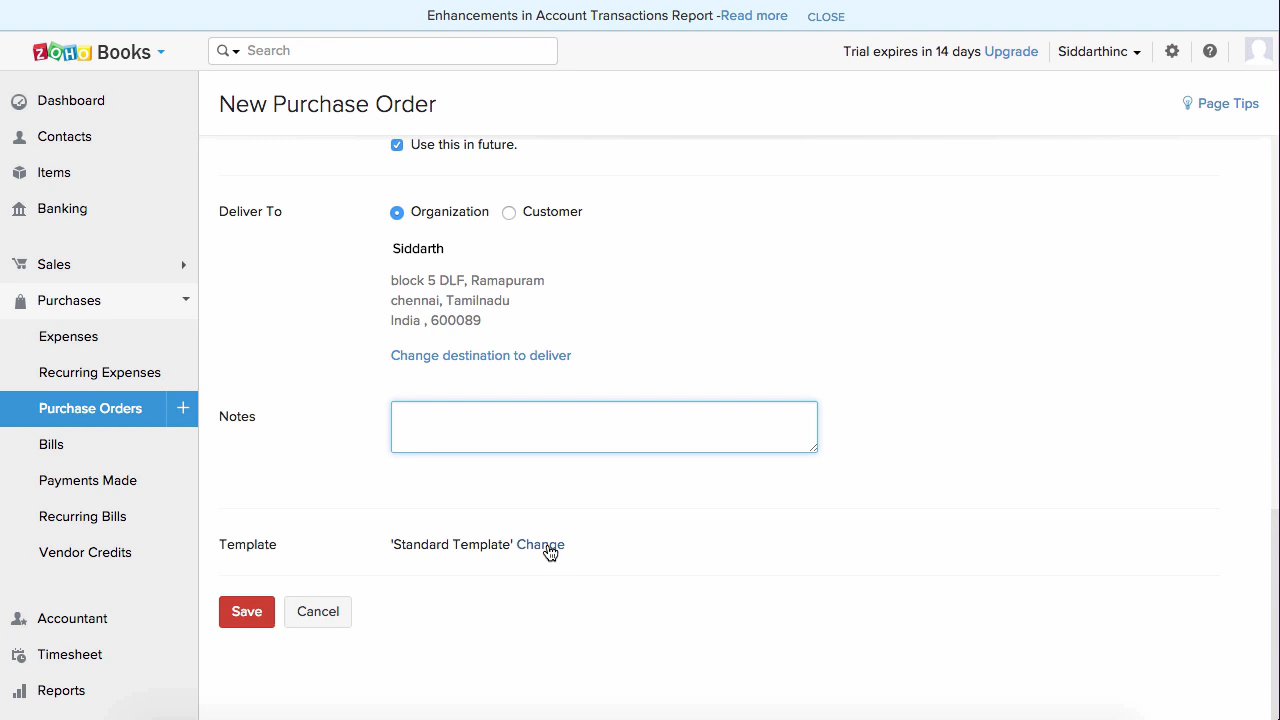 Enhancements in Account Transactions Report -Read more CLOSE
ZOHO Books
Search
Trial expires in 14 days Upgrade
Siddarthinc
New Purchase Order
Page Tips
Dashboard
Contacts
Items
Banking
Sales
Purchases
Expenses
Recurring Expenses
Purchase Orders +
Bills
Payments Made
Recurring Bills
Vendor Credits
Accountant
Timesheet
Reports
Use this in future.
Deliver To
Organization
Customer
Siddarth
block 5 DLF, Ramapuram
chennai, Tamilnadu
India , 600089
Change destination to deliver
Notes
Template
'Standard Template' Change
Save
Cancel